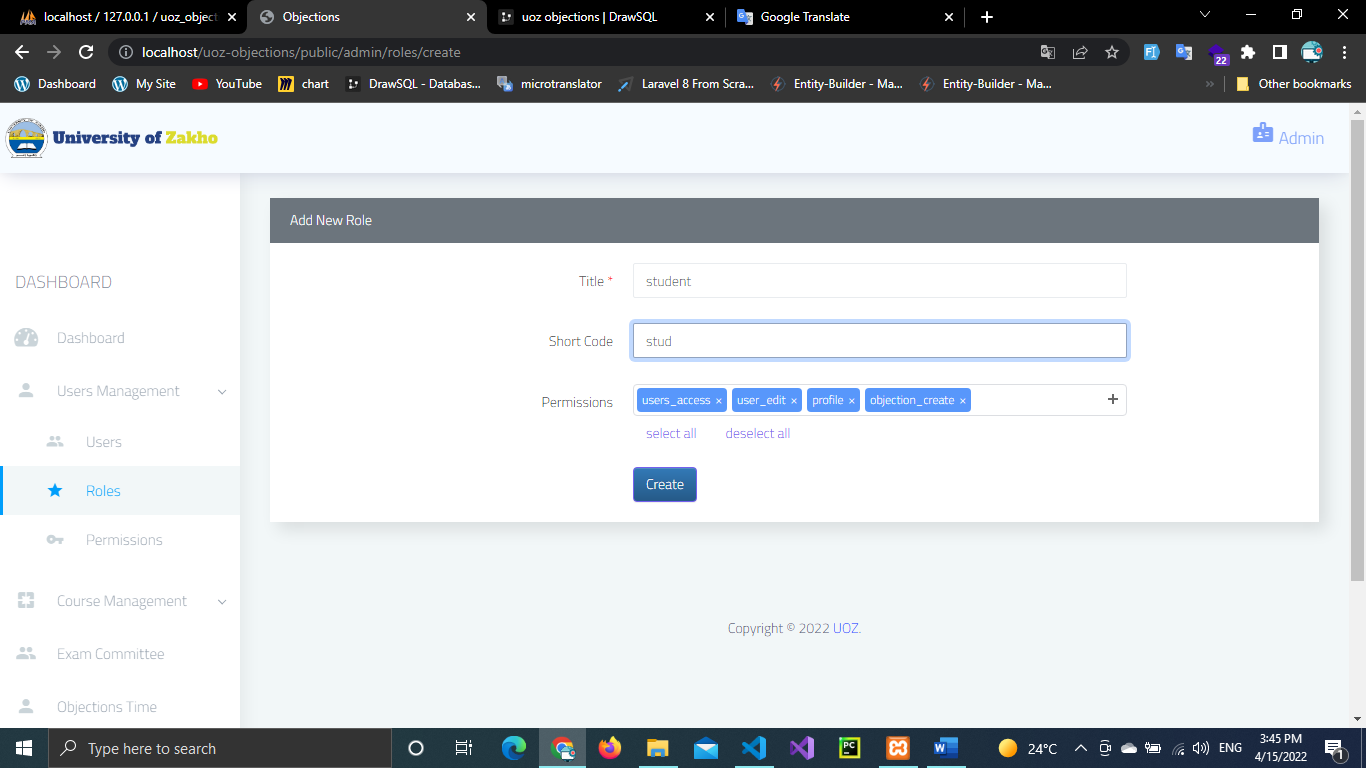 localhost / 127.0.0.1 / uoz_object
Objections
uoz objections | DrawSQL
Google Translate
localhost/uoz-objections/public/admin/roles/create
22
Dashboard
My Site
YouTube
chart
DrawSQL - Databas...
microtranslator
Laravel 8 From Scra...
Entity-Builder - Ma...
Entity-Builder - Ma...
Other bookmarks
University of Zakho
Admin
DASHBOARD
Dashboard
Users Management
Users
Roles
Permissions
Course Management
Exam Committee
Objections Time
Add New Role
Title *
student
Short Code
stud
Permissions
users_access × user_edit × profile × objection_create × +
select all deselect all
Create
Copyright © 2022 UOZ.
Type here to search
24°C
ENG
3:45 PM
4/15/2022
1